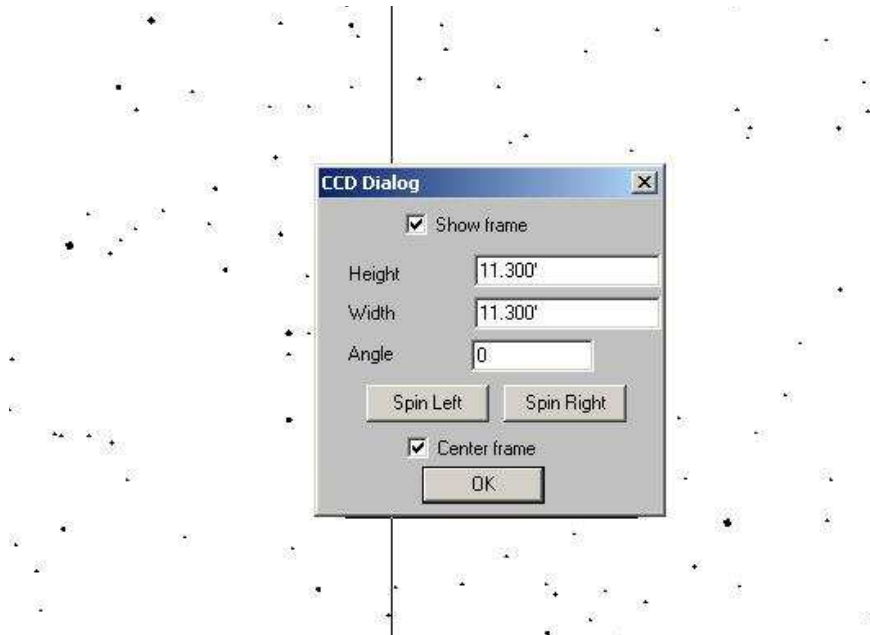 CCD Dialog
Show frame
Height 11.300'
Width 11.300'
Angle 0
Spin Left Spin Right
Center frame
OK